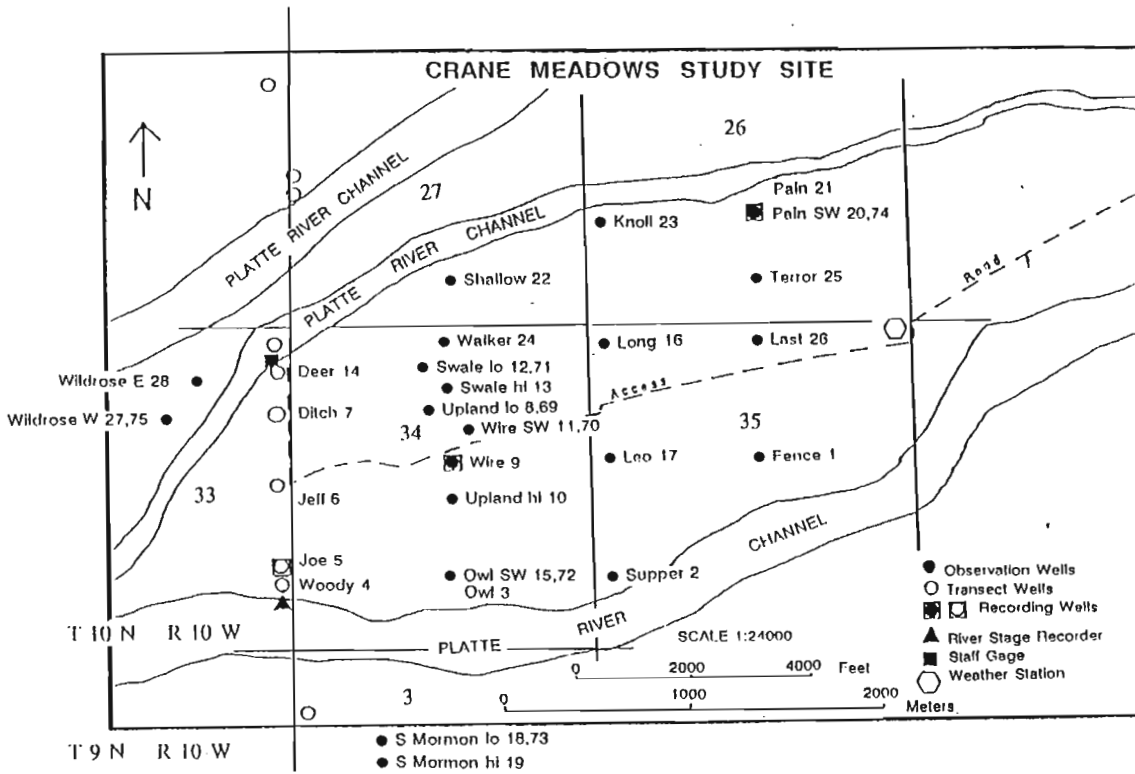 CRANE MEADOWS STUDY SITE
26
N
27
PLATTE RIVER CHANNEL
PLATTE RIVER CHANNEL
Paln 21
Paln SW 20,74
Knoll 23
Shallow 22
Terror 25
Road
Walker 24
Long 16
Last 26
Wildrose E 28
Deer 14
Swale lo 12,71
Swale hl 13
Access
Wildrose W 27,75
Ditch 7
Upland lo 8,69
34
Wire SW 11,70
35
Wire 9
Leo 17
Fence 1
33
Jeff 6
Upland hl 10
Joe 5
Woody 4
Owl SW 15,72
Owl 3
Supper 2
PLATTE RIVER CHANNEL
Observation Wells
Transect Wells
Recording Wells
River Stage Recorder
Staff Gage
Weather Station
T 10 N R 10 W
SCALE 1:24000
0 2000 4000 Feet
3
0 1000 2000
Meters
T 9 N R 10 W
S Mormon lo 18,73
S Mormon hl 19